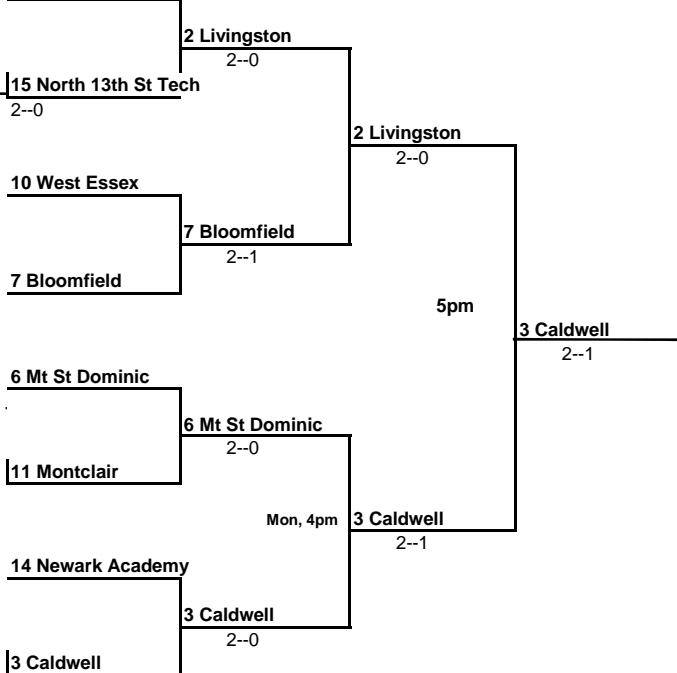 2 Livingston
2--0
15 North 13th St Tech
2--0
2 Livingston
2--0
10 West Essex
7 Bloomfield
2--1
7 Bloomfield
5pm
3 Caldwell
2--1
6 Mt St Dominic
6 Mt St Dominic
2--0
11 Montclair
Mon, 4pm
3 Caldwell
2--1
14 Newark Academy
3 Caldwell
2--0
3 Caldwell